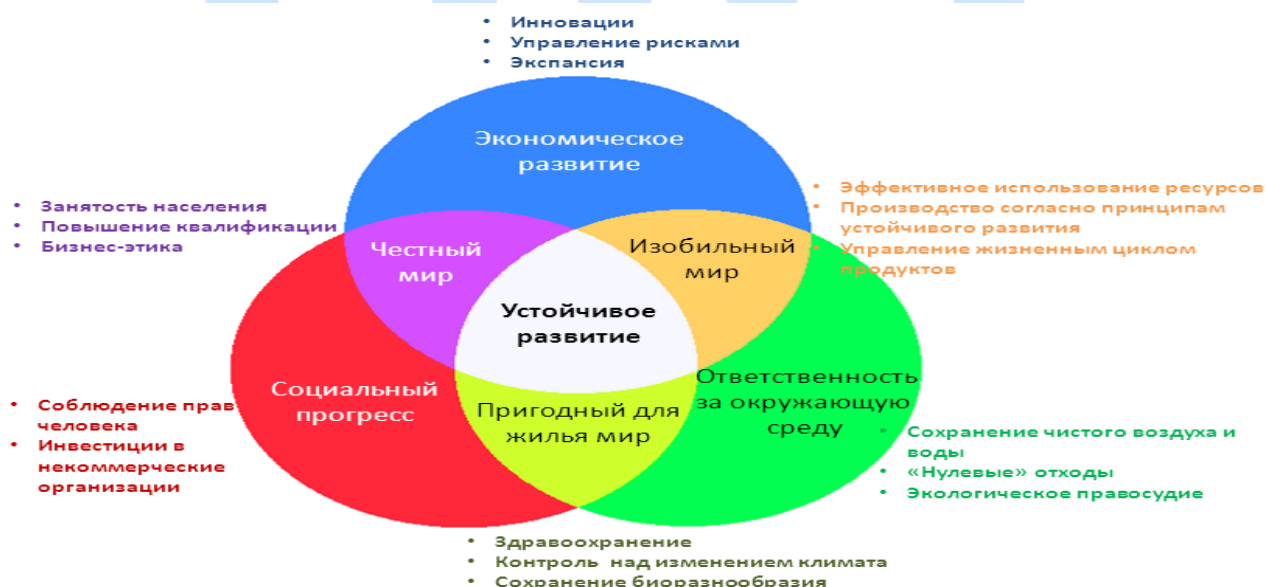 • Инновации
• Управление рисками
• Экспансия
Экономическое
развитие
• Занятость населения
• Повышение квалификации
• Бизнес-этика
Честный
мир
Изобильный
мир
• Эффективное использование ресурсов
• Производство согласно принципам
устойчивого развития
• Управление жизненным циклом
продуктов
Устойчивое
развитие
Социальный
прогресс
Пригодный для
жилья мир
Ответственность
за окружающую
среду
• Соблюдение прав
человека
• Инвестиции в
некоммерческие
организации
• Сохранение чистого воздуха и
воды
• «Нулевые» отходы
• Экологическое правосудие
• Здравоохранение
• Контроль над изменением климата
• Сохранение биоразнообразия